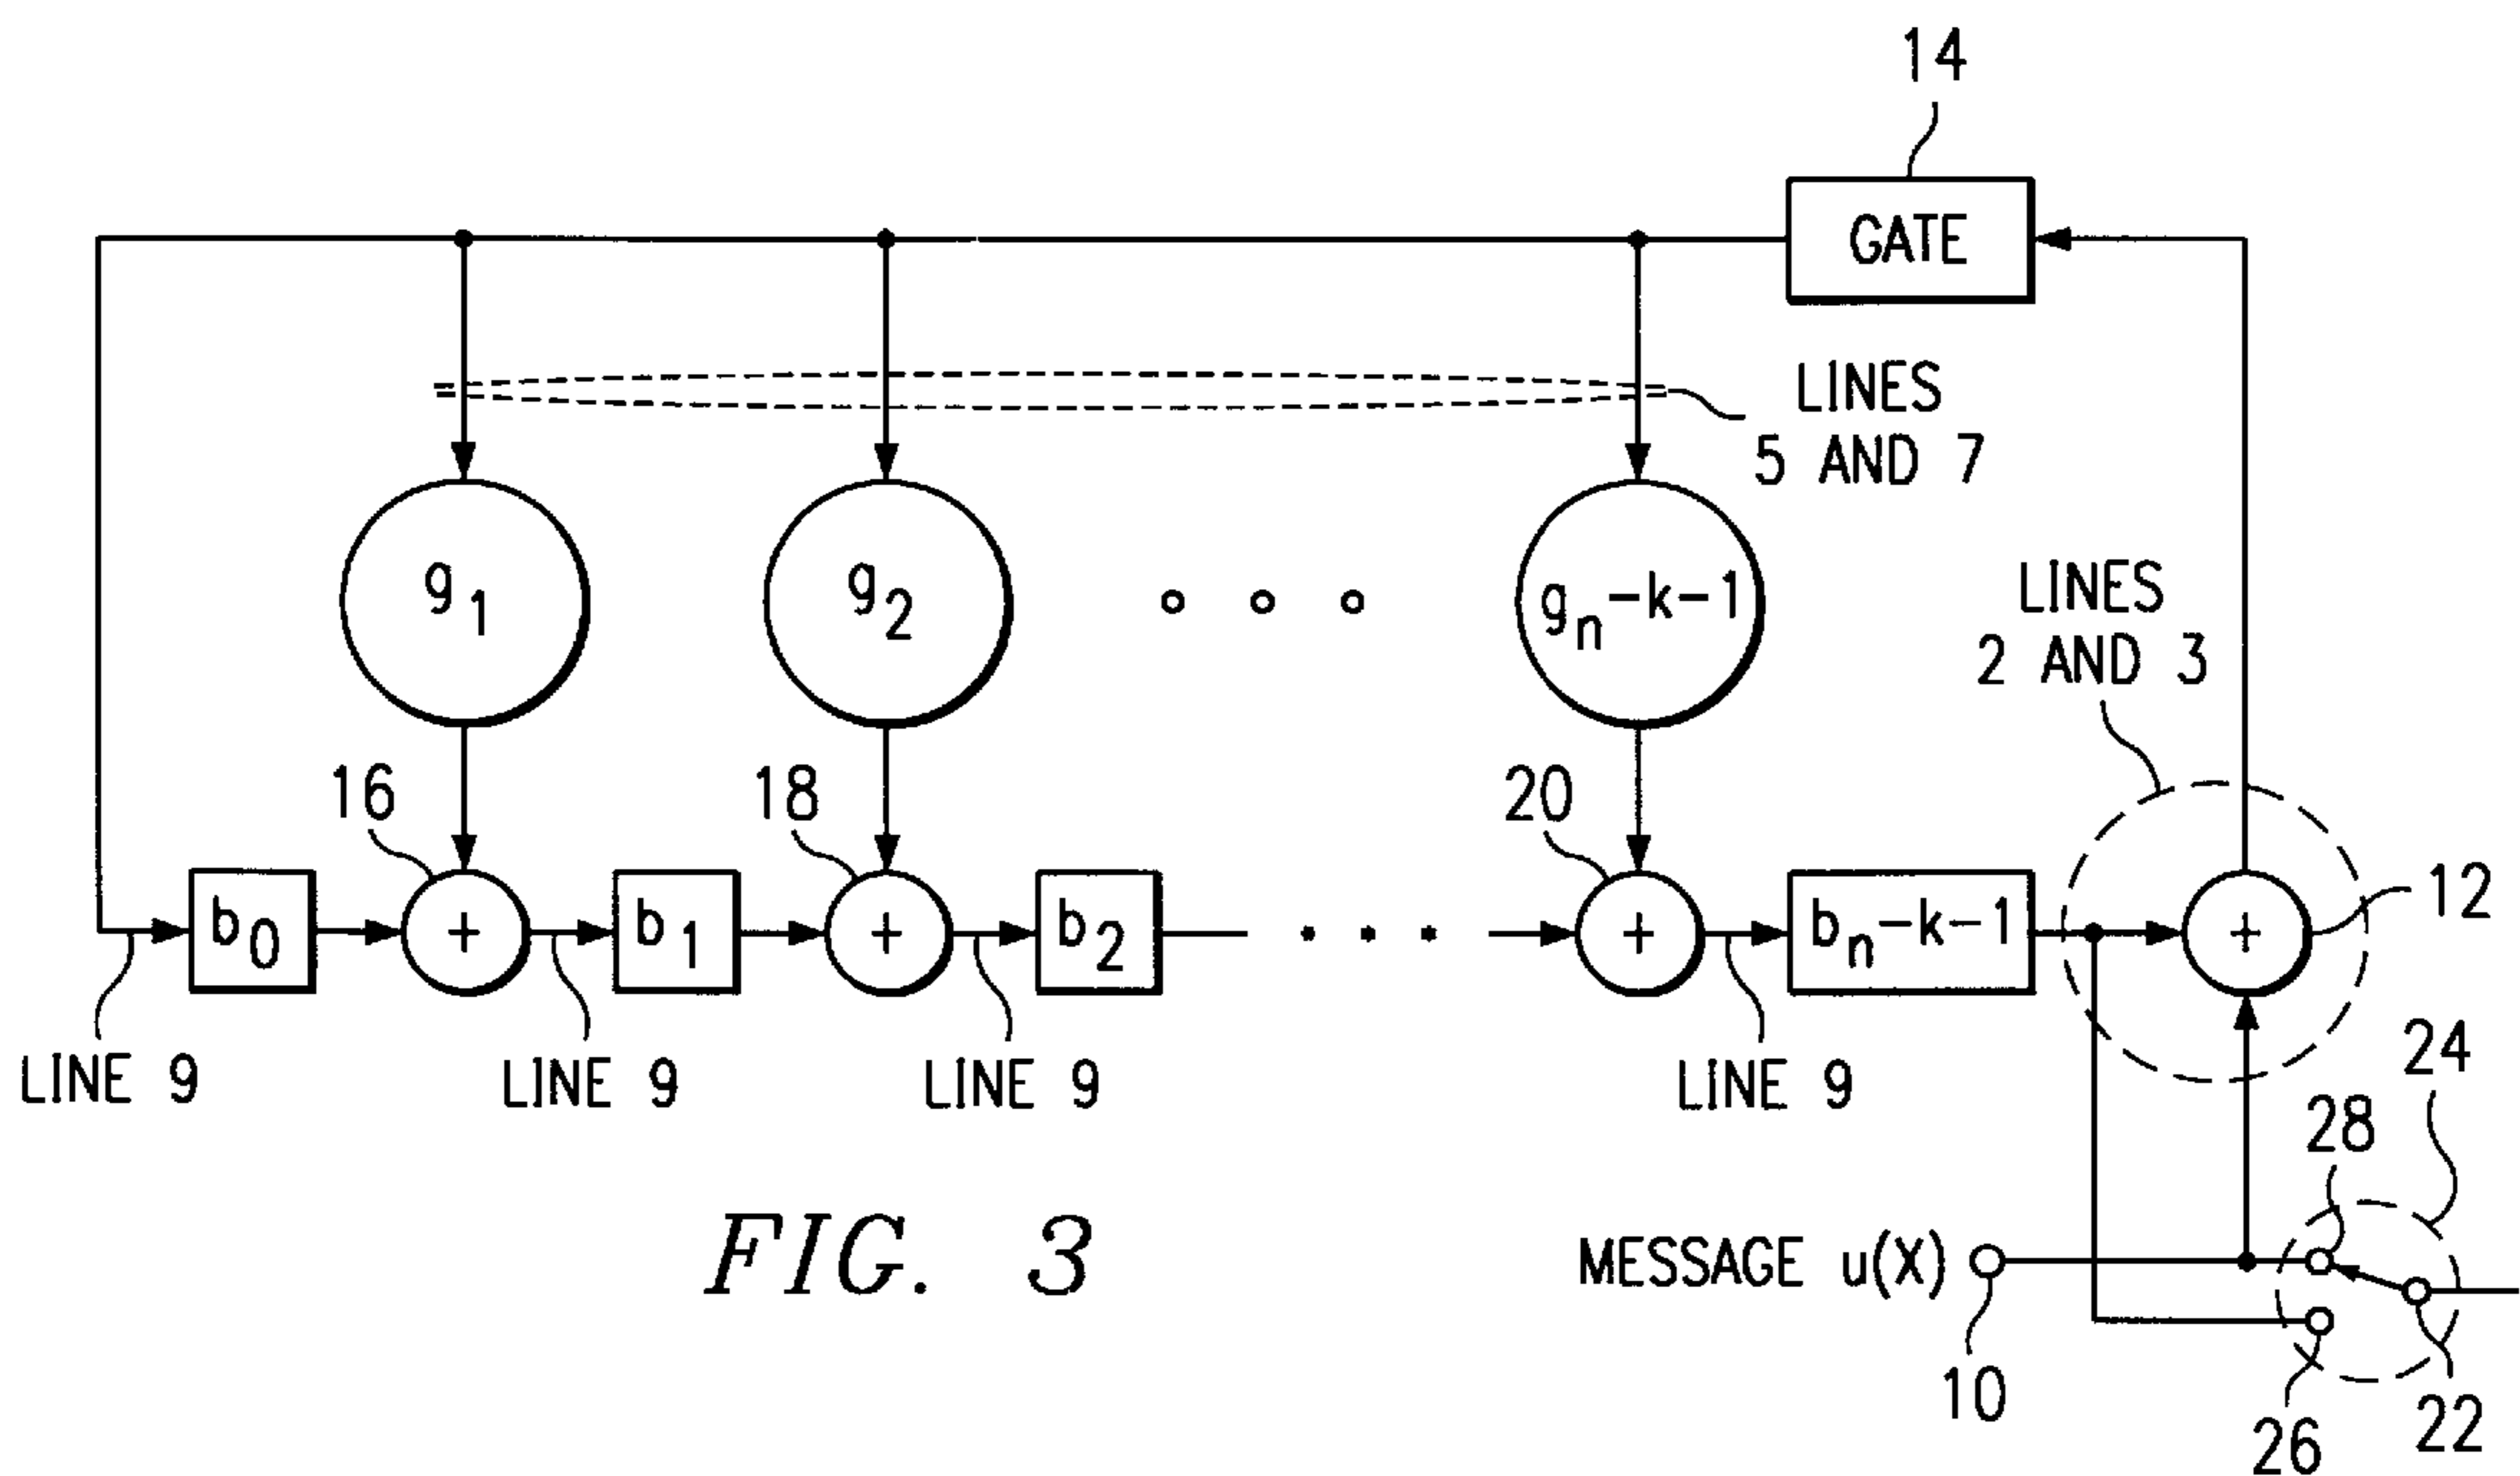 14
GATE
LINES
5 AND 7
g1
g2
gn-k-1
LINES
2 AND 3
16
18
20
b0
+
b1
+
b2
+
bn-k-1
+
12
LINE 9
LINE 9
LINE 9
LINE 9
24
28
FIG. 3
MESSAGE u(X)
10
26
22